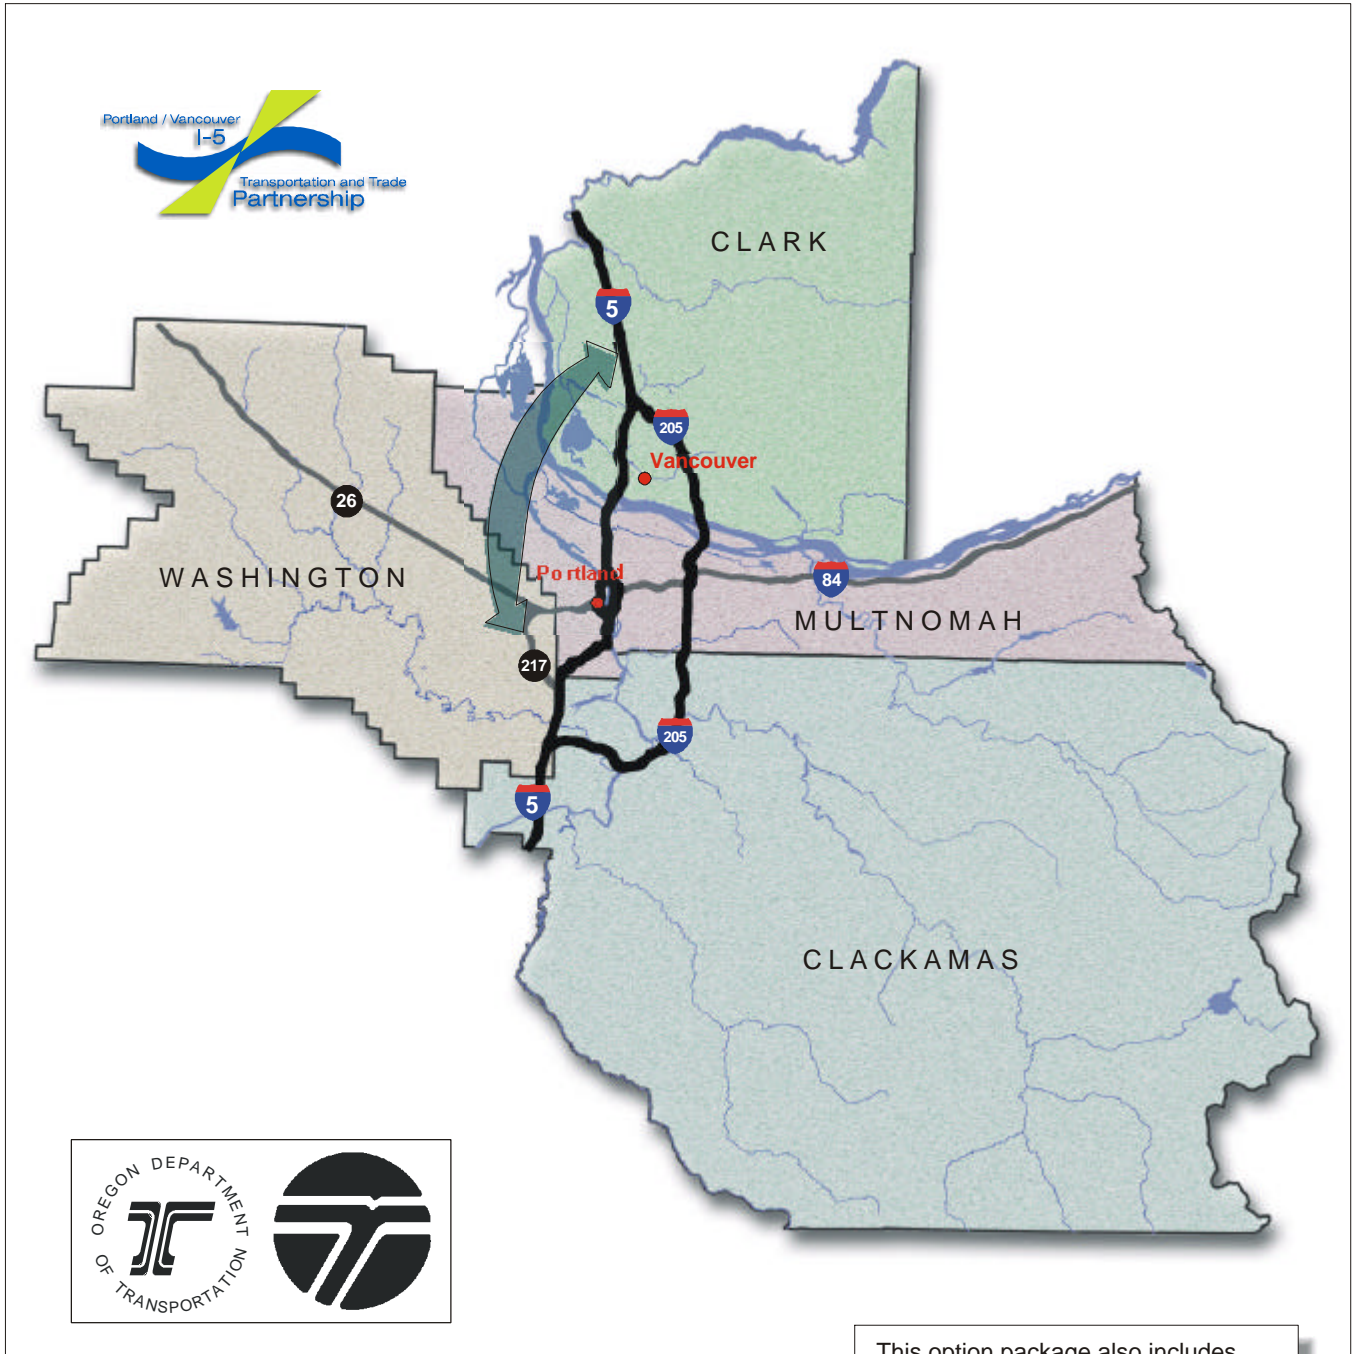 Portland / Vancouver
I-5
Transportation and Trade
Partnership
CLARK
5
205
Vancouver
26
WASHINGTON
Portland
84
MULTNOMAH
217
205
5
CLACKAMAS
OREGON DEPARTMENT
OF TRANSPORTATION
This option package also includes